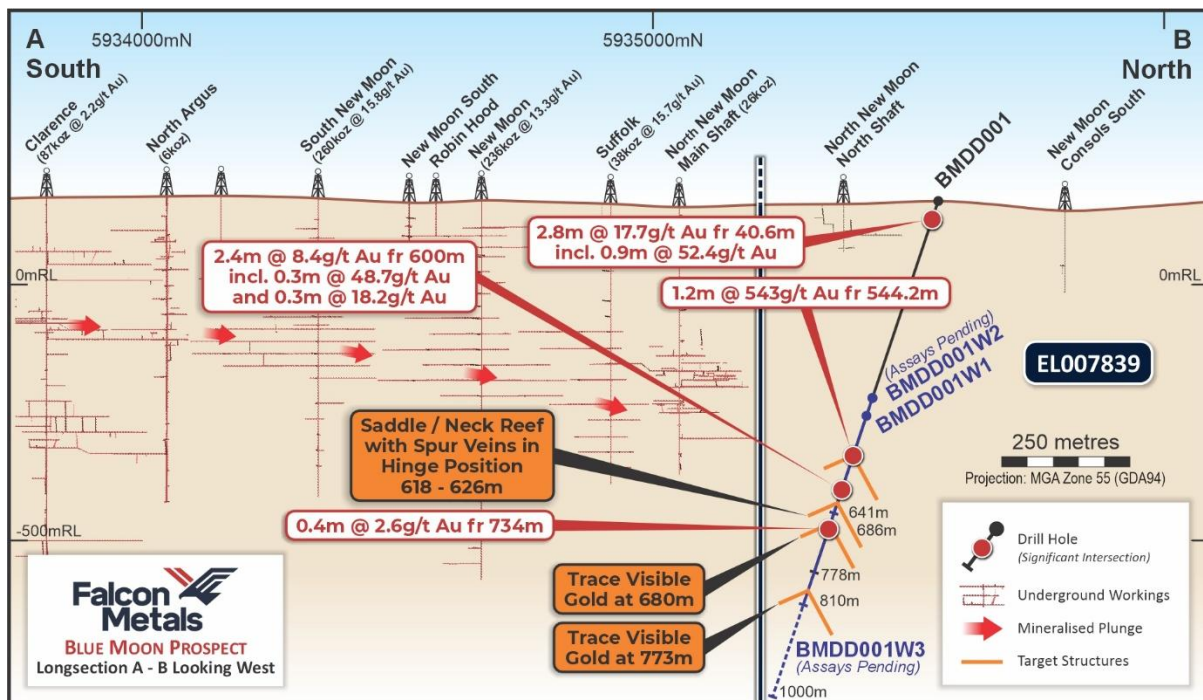 A
South
5934000mN
5935000mN
B
North
Clarence
(87koz @ 2.2g/t Au)
North Argus
(6koz)
South New Moon
(260koz @ 15.8g/t Au)
New Moon South
Robin Hood
New Moon
(236koz @ 13.3g/t Au)
Suffolk
(38koz @ 15.7g/t Au)
North New Moon
Main Shaft (26koz)
North New Moon
North Shaft
BMDD001
New Moon
Consols South
2.8m @ 17.7g/t Au fr 40.6m
incl. 0.9m @ 52.4g/t Au
2.4m @ 8.4g/t Au fr 600m
incl. 0.3m @ 48.7g/t Au
and 0.3m @ 18.2g/t Au
0mRL
0mRL
1.2m @ 543g/t Au fr 544.2m
(Assays Pending)
BMDD001W2
BMDD001W1
EL007839
Saddle / Neck Reef
with Spur Veins in
Hinge Position
618 - 626m
250 metres
Projection: MGA Zone 55 (GDA94)
641m
686m
-500mRL
0.4m @ 2.6g/t Au fr 734m
Trace Visible
Gold at 680m
778m
810m
Trace Visible
Gold at 773m
BMDD001W3
(Assays Pending)
1000m
Falcon
Metals
BLUE MOON PROSPECT
Longsection A - B Looking West
Drill Hole
(Significant Intersection)
Underground Workings
Mineralised Plunge
Target Structures